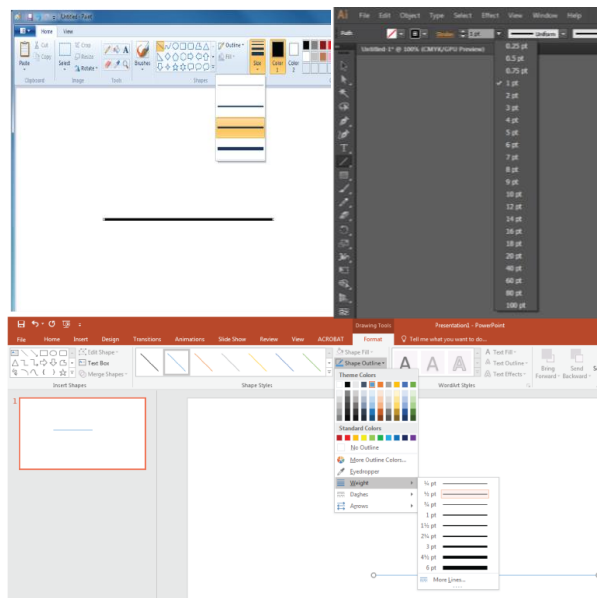 Untitled - Paint
Home View
Cut
Copy
Paste
Crop
Resize
Rotate
Select
Brushes
Outline
Fill
Size
Color 1
Color 2
Clipboard
Image
Tools
Shapes
Colors
Ai File Edit Object Type Select Effect View Window Help
Path Stroke: 1 pt Uniform
Untitled-1* @ 100% (CMYK/GPU Preview)
0.25 pt
0.5 pt
0.75 pt
1 pt
2 pt
3 pt
4 pt
5 pt
6 pt
7 pt
8 pt
9 pt
10 pt
12 pt
14 pt
16 pt
18 pt
20 pt
40 pt
60 pt
80 pt
100 pt
Drawing Tools Presentation1 - PowerPoint
File Home Insert Design Transitions Animations Slide Show Review View ACROBAT Format Tell me what you want to do...
Edit Shape
Text Box
Merge Shapes
Insert Shapes
Shape Styles
Shape Fill
Shape Outline
Text Fill
Text Outline
Text Effects
WordArt Styles
Bring Forward
Send Backward
Theme Colors
Standard Colors
No Outline
More Outline Colors...
Eyedropper
Weight
Dashes
Arrows
¼ pt
½ pt
¾ pt
1 pt
1½ pt
2¼ pt
3 pt
4½ pt
6 pt
More Lines...
1